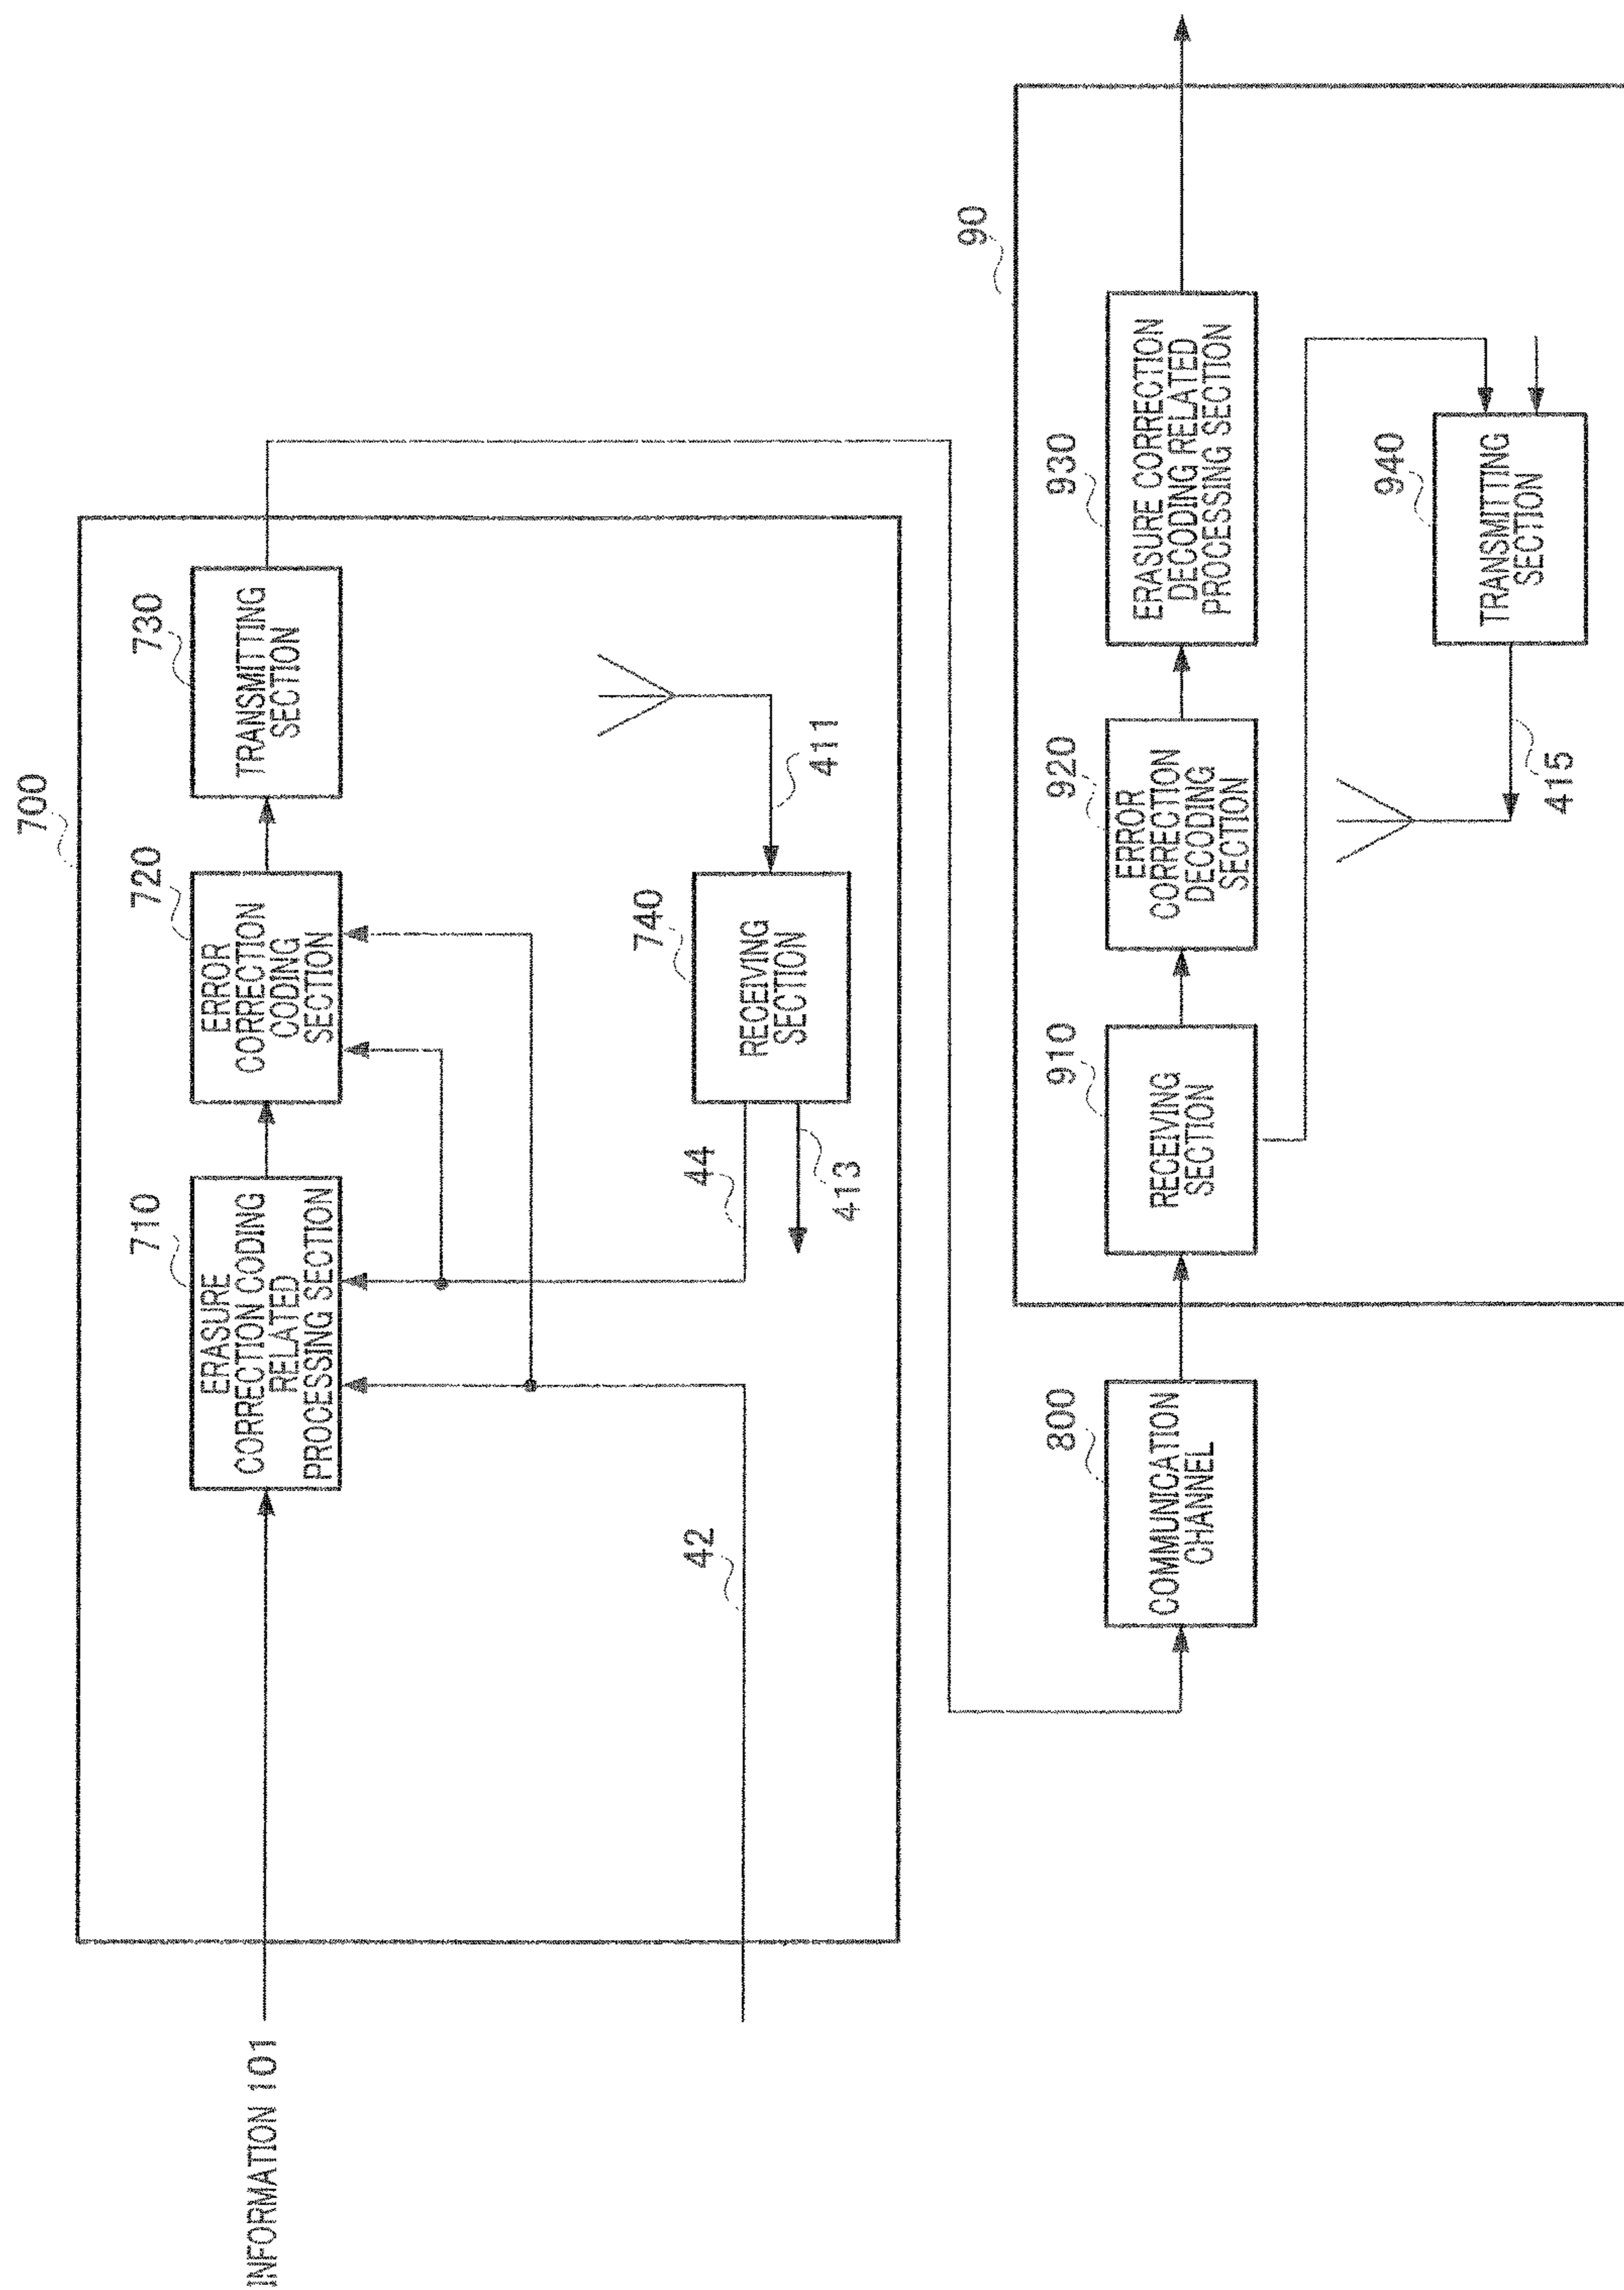 700
710
ERASURE
CORRECTION CODING
RELATED
PROCESSING SECTION
720
ERROR
CORRECTION
CODING
SECTION
730
TRANSMITTING
SECTION
INFORMATION 101
42
44
413
740
RECEIVING
SECTION
411
90
800
COMMUNICATION
CHANNEL
910
RECEIVING
SECTION
920
ERROR
CORRECTION
DECODING
SECTION
930
ERASURE CORRECTION
DECODING RELATED
PROCESSING SECTION
940
TRANSMITTING
SECTION
415